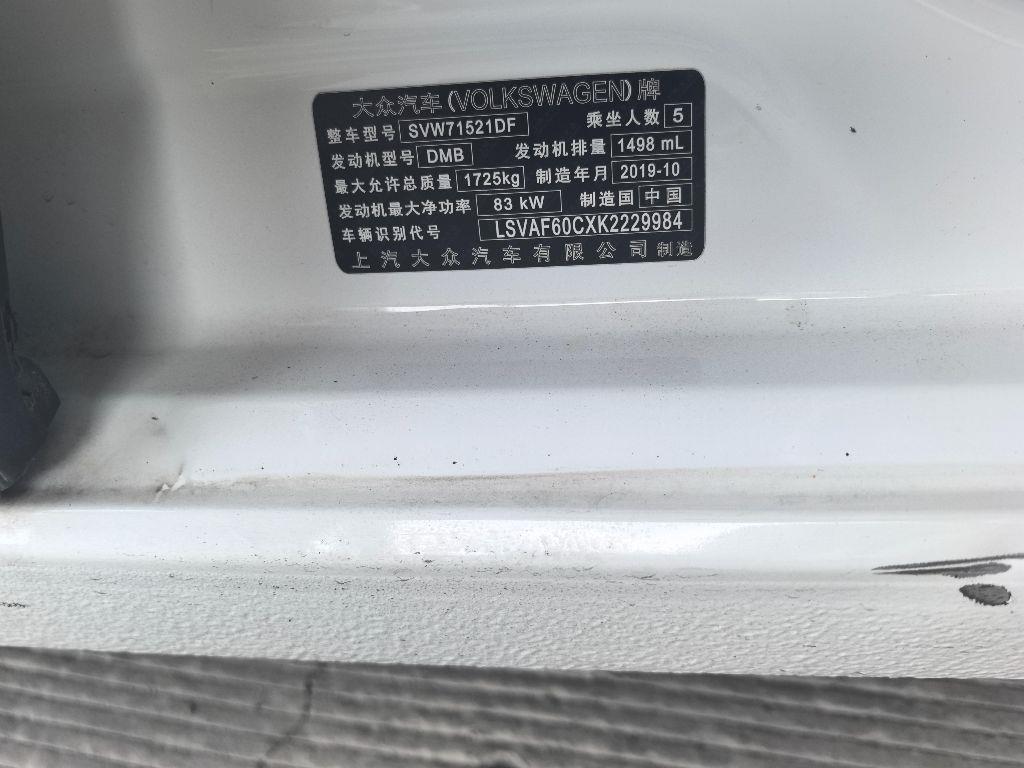 大众汽车(VOLKSWAGEN)牌
整车型号 SVW71521DF 乘坐人数 5
发动机型号 DMB 发动机排量 1498 mL
最大允许总质量 1725kg 制造年月 2019-10
发动机最大净功率 83 kW 制造国 中国
车辆识别代号 LSVAF60CXK2229984
上汽大众汽车有限公司 制造